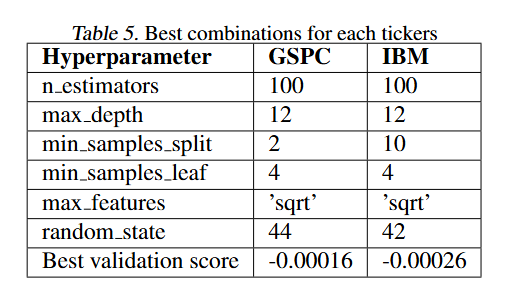 Table 5. Best combinations for each tickers
Hyperparameter GSPC IBM
n_estimators 100 100
max_depth 12 12
min_samples_split 2 10
min_samples_leaf 4 4
max_features ’sqrt’ ’sqrt’
random_state 44 42
Best validation score -0.00016 -0.00026